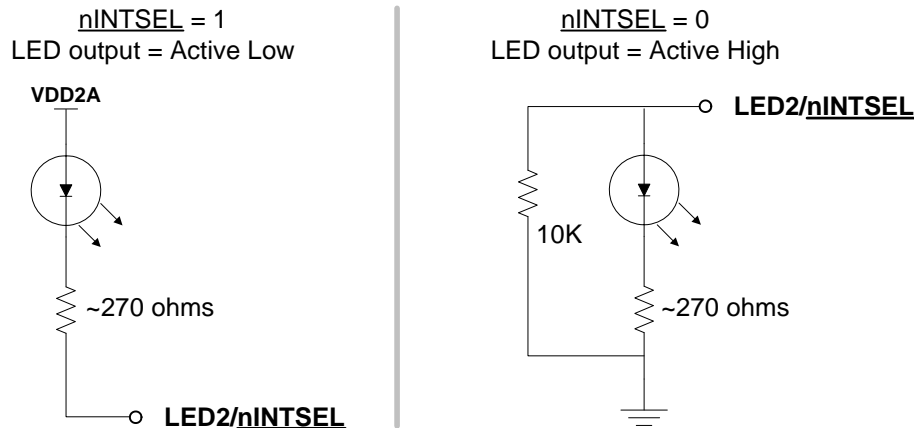 nINTSEL = 1
LED output = Active Low
VDD2A
~270 ohms
LED2/nINTSEL
nINTSEL = 0
LED output = Active High
LED2/nINTSEL
10K
~270 ohms